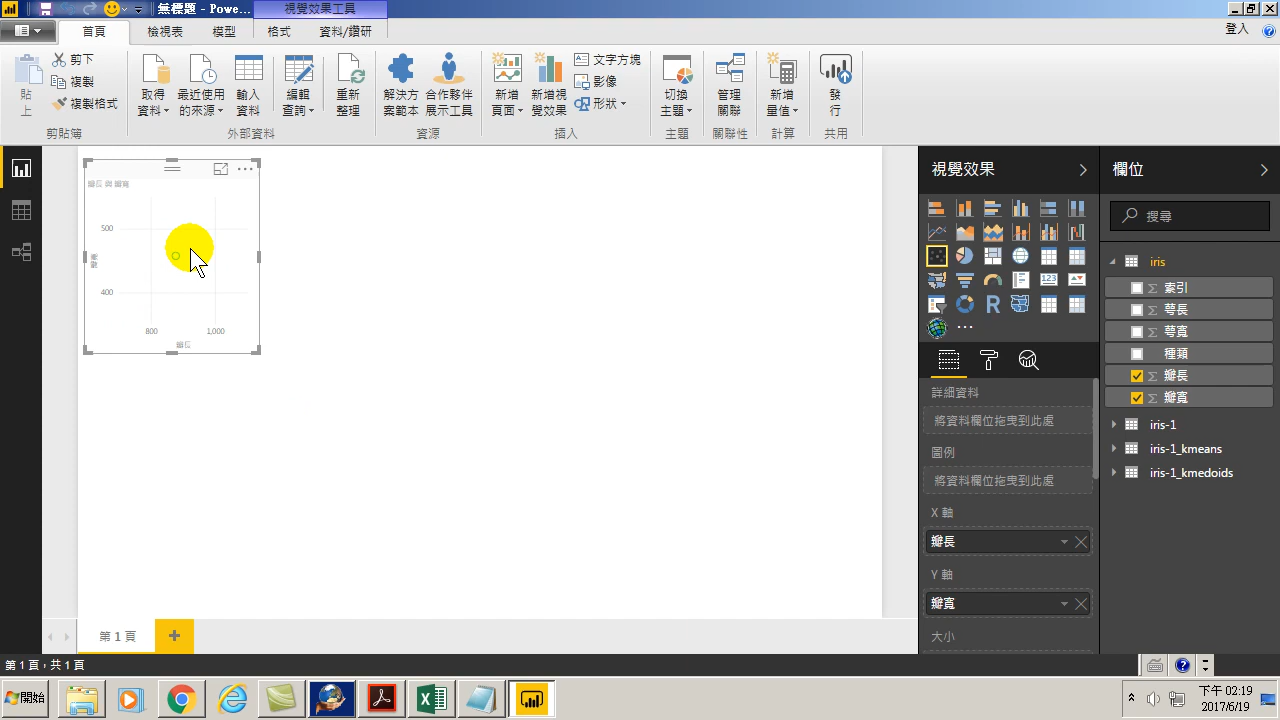 無標題 - Powe...
視覺效果工具
首頁
檢視表
模型
格式
資料/鑽研
登入
貼
上
剪下
複製
複製格式
剪貼簿
取得
資料
最近使用
的來源
輸入
資料
編輯
查詢
重新
整理
外部資料
解決方
案範本
合作夥伴
展示工具
資源
新增
頁面
新增視
覺效果
文字方塊
影像
形狀
插入
切換
主題
主題
管理
關聯
關聯性
新增
量值
計算
發
行
共用
瓣長 與 瓣寬
500
400
瓣寬
800
1,000
瓣長
視覺效果
R
123
詳細資料
將資料欄位拖曳到此處
圖例
將資料欄位拖曳到此處
X 軸
瓣長
Y 軸
瓣寬
大小
欄位
搜尋
iris
索引
萼長
萼寬
種類
瓣長
瓣寬
iris-1
iris-1_kmeans
iris-1_kmedoids
第 1 頁
第 1 頁，共 1 頁
開始
下午 02:19
2017/6/19